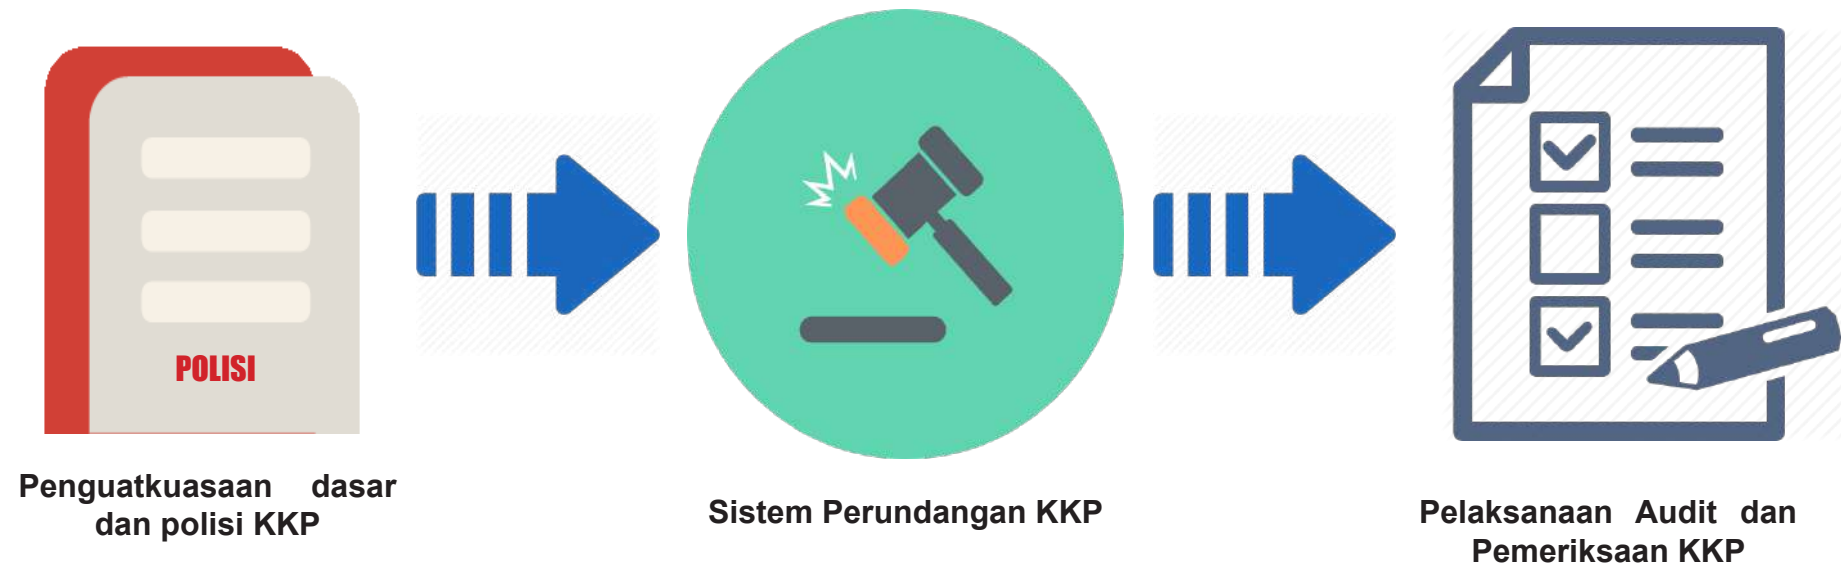 POLISI
Penguatkuasaan dasar
dan polisi KKP
Sistem Perundangan KKP
Pelaksanaan Audit dan
Pemeriksaan KKP